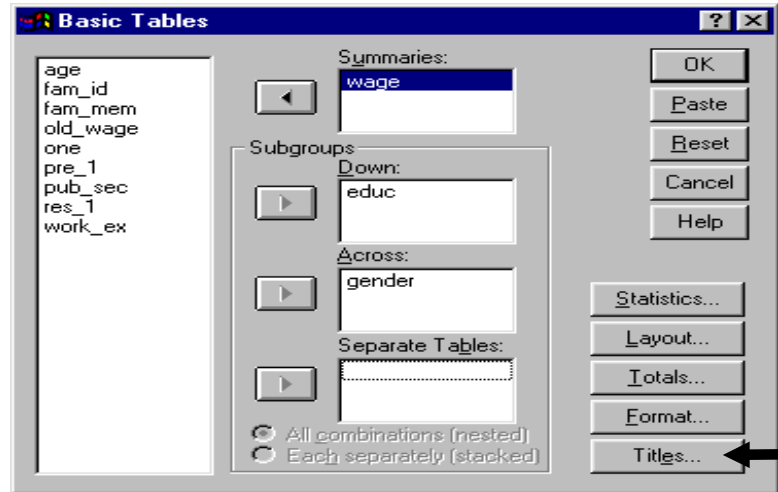 Basic Tables
age
fam_id
fam_mem
old_wage
one
pre_1
pub_sec
res_1
work_ex
Summaries:
wage
Subgroups
Down:
educ
Across:
gender
Separate Tables:
All combinations (nested)
Each separately (stacked)
OK
Paste
Reset
Cancel
Help
Statistics...
Layout...
Totals...
Format...
Titles...